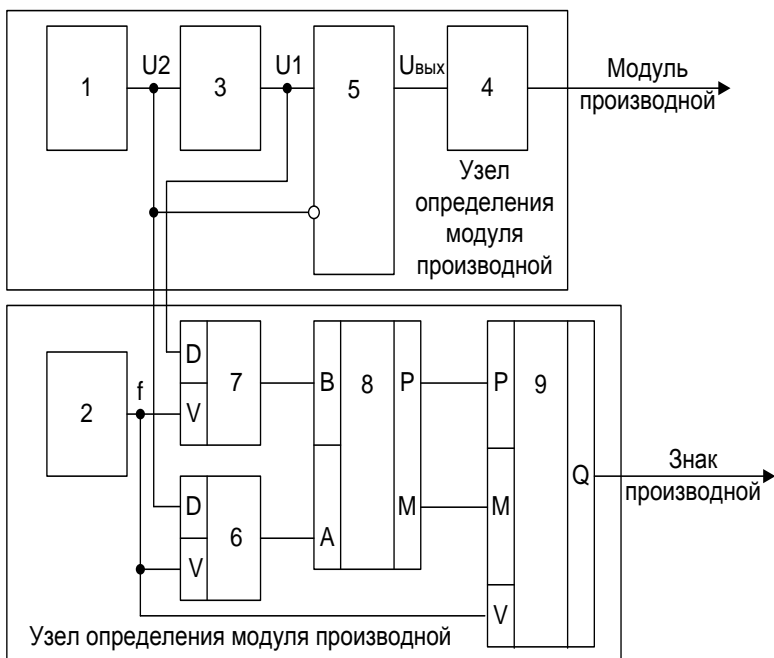 1
U2
3
U1
5
Uвых
4
Модуль
производной
Узел
определения
модуля
производной
2
f
D
7
V
B
8
P
P
9
D
6
V
A
M
M
Q
V
Знак
производной
Узел определения модуля производной